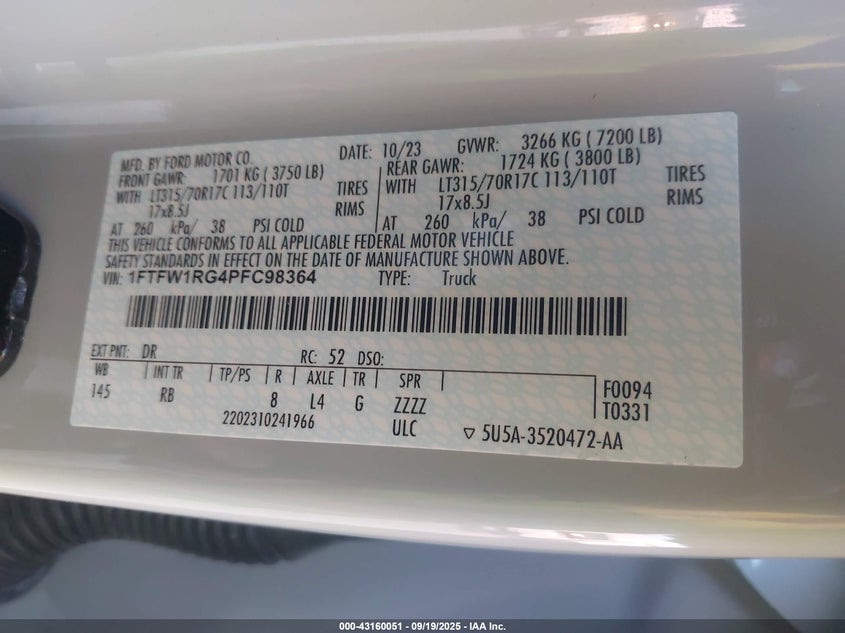 MFD. BY FORD MOTOR CO. DATE: 10/23 GVWR: 3266 KG ( 7200 LB)
FRONT GAWR: 1701 KG ( 3750 LB) REAR GAWR: 1724 KG ( 3800 LB)
WITH LT315/70R17C 113/110T TIRES WITH LT315/70R17C 113/110T TIRES
17x8.5J RIMS 17x8.5J RIMS
AT 260 kPa/ 38 PSI COLD AT 260 kPa/ 38 PSI COLD
THIS VEHICLE CONFORMS TO ALL APPLICABLE FEDERAL MOTOR VEHICLE
SAFETY STANDARDS IN EFFECT ON THE DATE OF MANUFACTURE SHOWN ABOVE.
VIN: 1FTFW1RG4PFC98364 TYPE: Truck
EXT PNT: DR RC: 52 DSO:
WB INT TR TP/PS R AXLE TR SPR F0094
145 RB 8 L4 G ZZZZ T0331
2202310241966 ULC ▽ 5U5A-3520472-AA
000-43160051 - 09/19/2025 - IAA Inc.